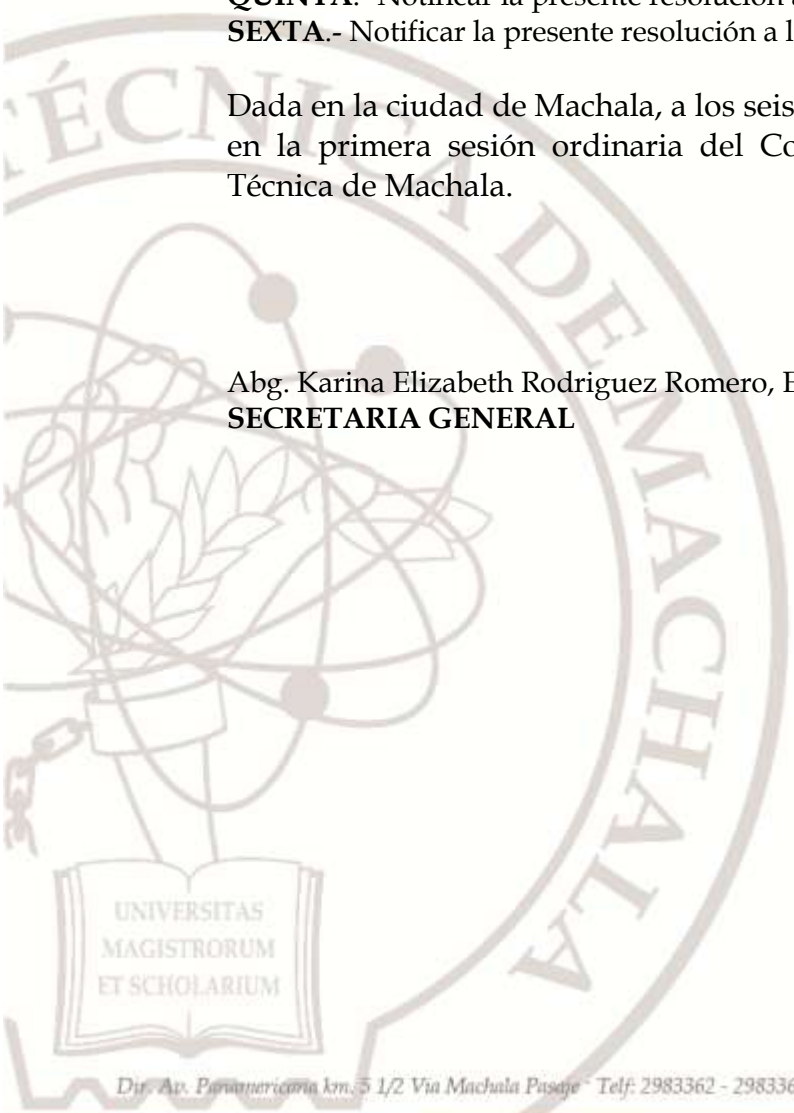 QUINTA.- Notificar la presente resolución a
SEXTA.- Notificar la presente resolución a l
Dada en la ciudad de Machala, a los seis
en la primera sesión ordinaria del Co
Técnica de Machala.
Abg. Karina Elizabeth Rodriguez Romero, E
SECRETARIA GENERAL
TÉCNICA DE MACHALA
UNIVERSITAS
MAGISTRORUM
ET SCHOLARIUM
Dir. Av. Panamericana km. 5 1/2 Via Machala Pasaje Telf: 2983362 - 298336